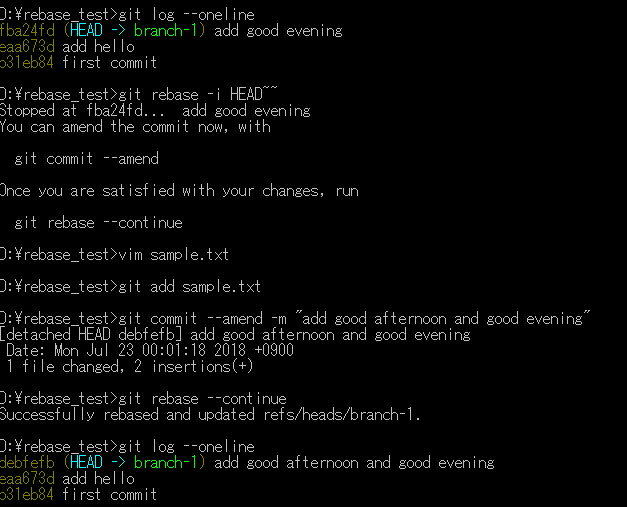 D:¥rebase_test>git log --oneline
fba24fd (HEAD -> branch-1) add good evening
eaa673d add hello
b31eb84 first commit
D:¥rebase_test>git rebase -i HEAD~~
Stopped at fba24fd...  add good evening
You can amend the commit now, with
  git commit --amend
Once you are satisfied with your changes, run
  git rebase --continue
D:¥rebase_test>vim sample.txt
D:¥rebase_test>git add sample.txt
D:¥rebase_test>git commit --amend -m "add good afternoon and good evening"
[detached HEAD debfefb] add good afternoon and good evening
 Date: Mon Jul 23 00:01:18 2018 +0900
 1 file changed, 2 insertions(+)
D:¥rebase_test>git rebase --continue
Successfully rebased and updated refs/heads/branch-1.
D:¥rebase_test>git log --oneline
debfefb (HEAD -> branch-1) add good afternoon and good evening
eaa673d add hello
b31eb84 first commit